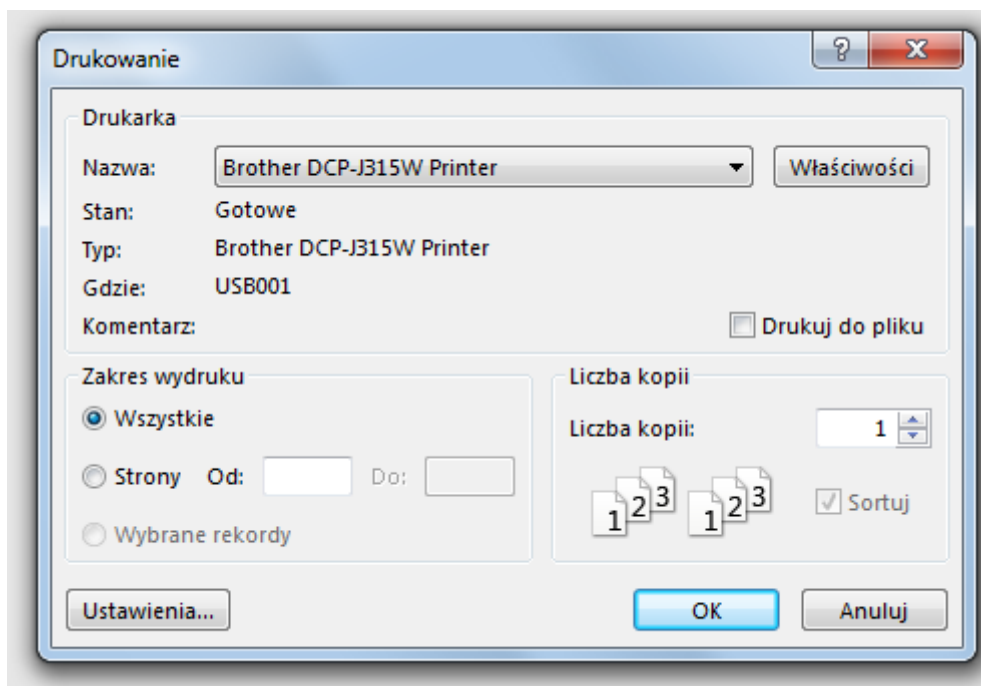 Drukowanie
Drukarka
Nazwa: Brother DCP-J315W Printer Właściwości
Stan: Gotowe
Typ: Brother DCP-J315W Printer
Gdzie: USB001
Komentarz: Drukuj do pliku
Zakres wydruku
Wszystkie
Strony Od: Do:
Wybrane rekordy
Liczba kopii
Liczba kopii: 1
1 2 3 1 2 3
Sortuj
Ustawienia... OK Anuluj